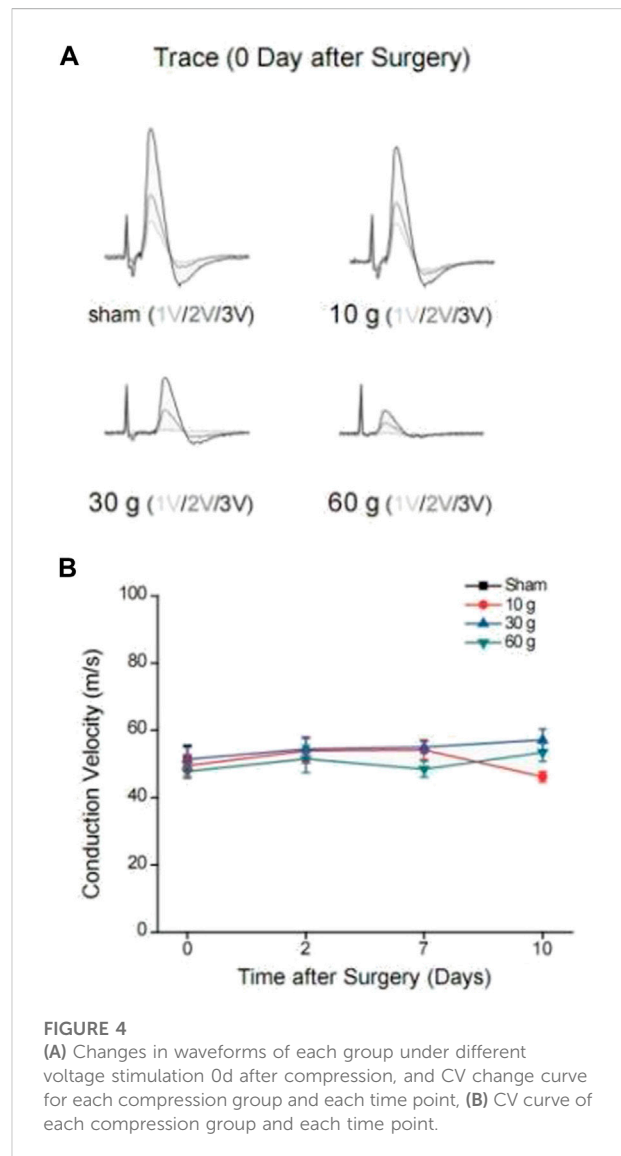 A
Trace (0 Day after Surgery)
sham (1V/2V/3V)
10 g (1V/2V/3V)
30 g (1V/2V/3V)
60 g (1V/2V/3V)
B
Sham
10 g
30 g
60 g
100
80
60
40
20
0
Conduction Velocity (m/s)
0 2 7 10
Time after Surgery (Days)
FIGURE 4
(A) Changes in waveforms of each group under different
voltage stimulation 0d after compression, and CV change curve
for each compression group and each time point, (B) CV curve of
each compression group and each time point.